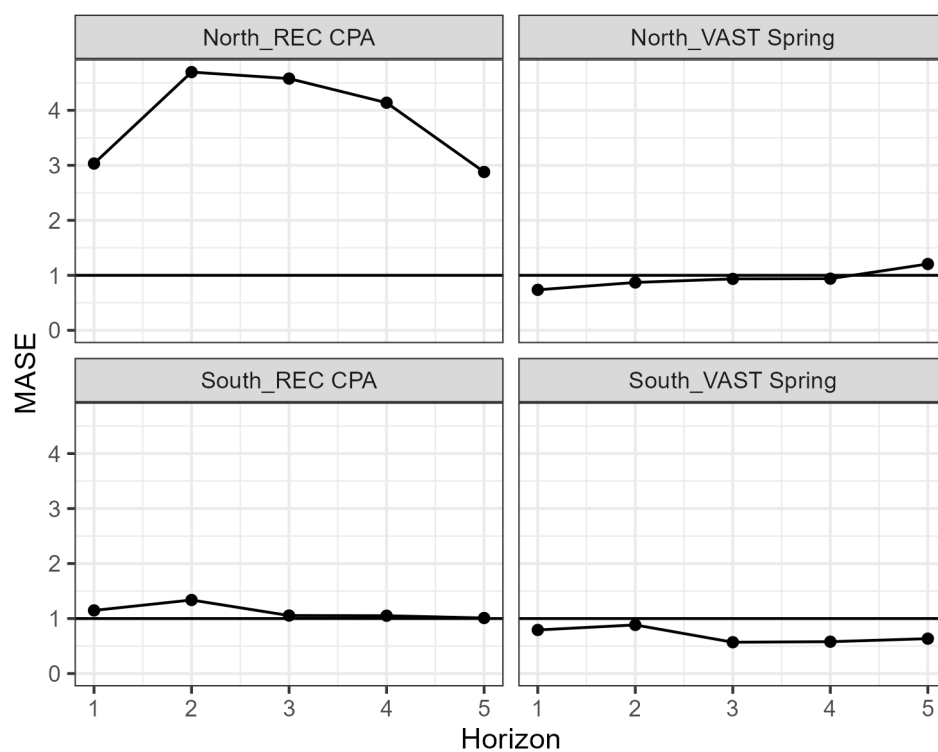 North_REC CPA
North_VAST Spring
4
3
2
1
0
MASE
South_REC CPA
South_VAST Spring
4
3
2
1
0
1 2 3 4 5
1 2 3 4 5
Horizon